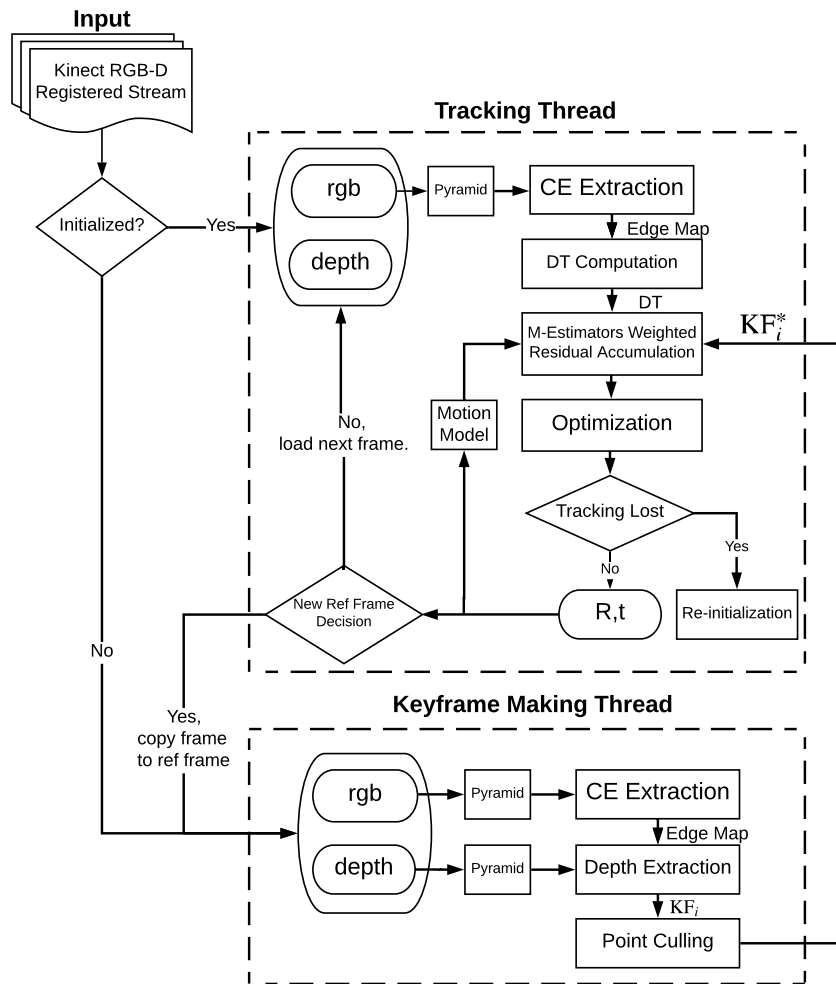 Input
Kinect RGB-D
Registered Stream
Initialized?
Yes
No
Tracking Thread
rgb
depth
Pyramid
CE Extraction
Edge Map
DT Computation
DT
M-Estimators Weighted
Residual Accumulation
KF*i
Optimization
Motion
Model
No,
load next frame.
Tracking Lost
Yes
No
R,t
Re-initialization
New Ref Frame
Decision
Yes,
copy frame
to ref frame
Keyframe Making Thread
rgb
Pyramid
CE Extraction
Edge Map
depth
Pyramid
Depth Extraction
KFi
Point Culling